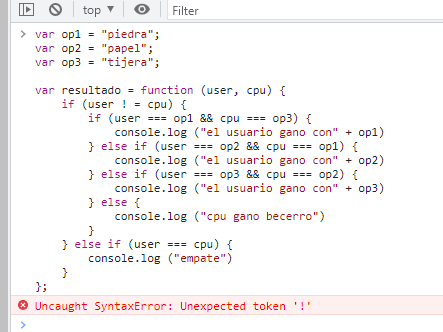 top ▼ Filter
> var op1 = "piedra";
var op2 = "papel";
var op3 = "tijera";
var resultado = function (user, cpu) {
if (user ! = cpu) {
if (user === op1 && cpu === op3) {
console.log ("el usuario gano con" + op1)
} else if (user === op2 && cpu === op1) {
console.log ("el usuario gano con" + op2)
} else if (user === op3 && cpu === op2) {
console.log ("el usuario gano con" + op3)
} else {
console.log ("cpu gano becerro")
}
} else if (user === cpu) {
console.log ("empate")
}
};
Uncaught SyntaxError: Unexpected token '!'
>